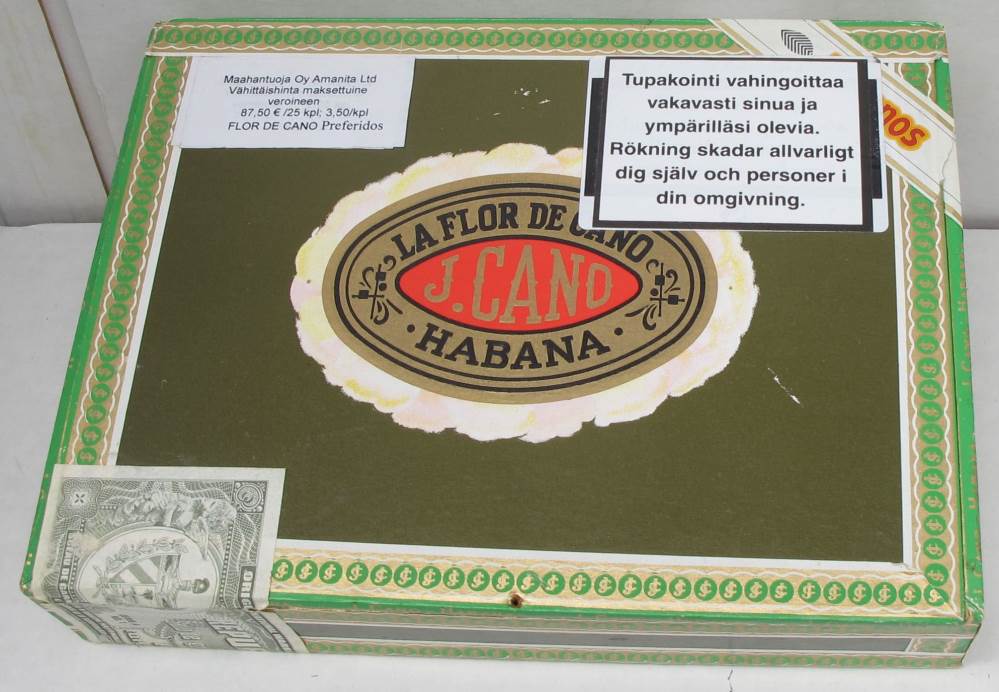 Maahantuoja Oy Amanita Ltd
Vähittäishinta maksettuine
veroineen
87,50 € /25 kpl; 3,50/kpl
FLOR DE CANO Preferidos
Tupakointi vahingoittaa
vakavasti sinua ja
ympärilläsi olevia.
Rökning skadar allvarligt
dig själv och personer i
din omgivning.
LA FLOR DE CANO
J. CANO
· HABANA ·